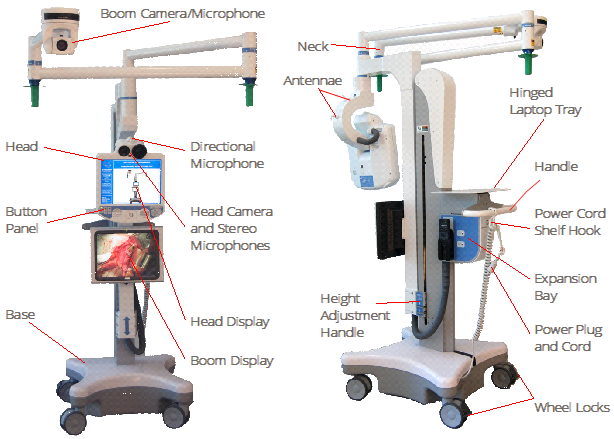 Boom Camera/Microphone
Head
Directional
Microphone
Button
Panel
Head Camera
and Stereo
Microphones
Base
Head Display
Boom Display
Neck
Antennae
Hinged
Laptop Tray
Handle
Power Cord
Shelf Hook
Expansion
Bay
Height
Adjustment
Handle
Power Plug
and Cord
Wheel Locks